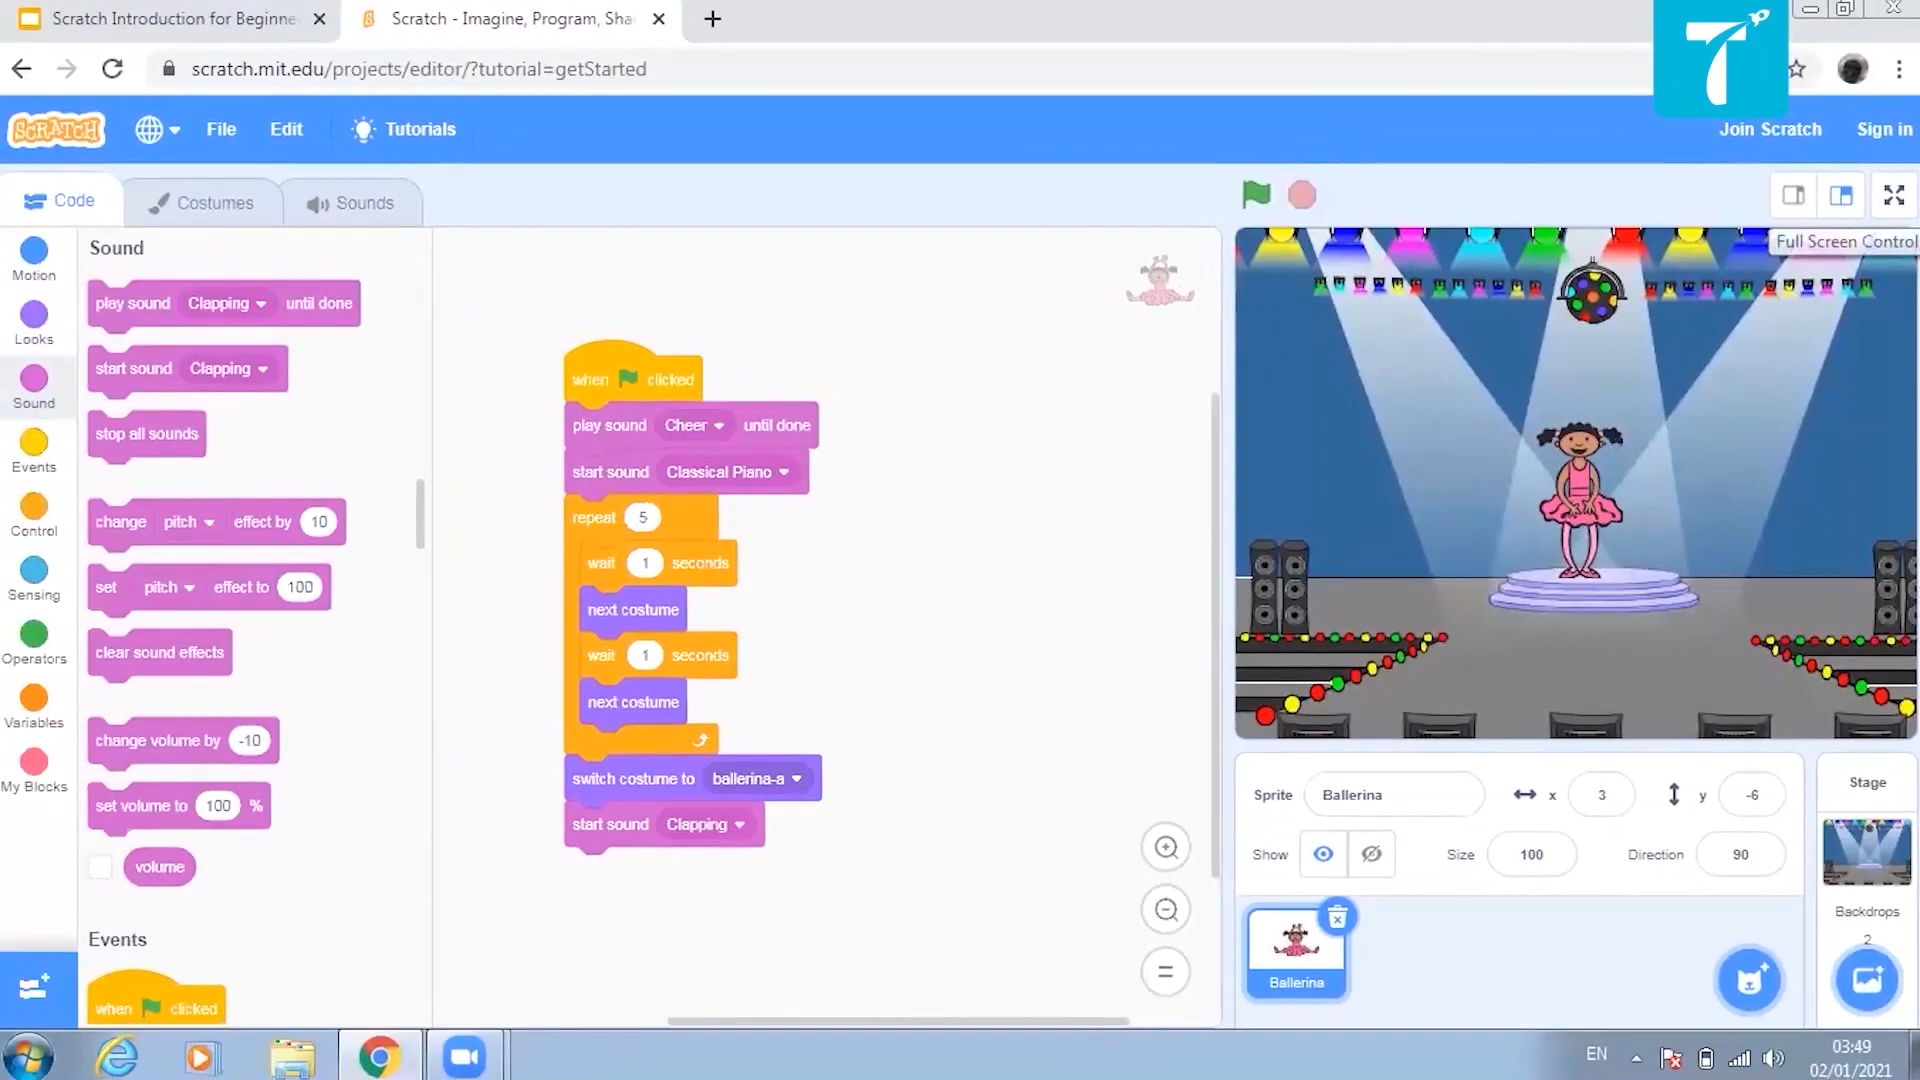 Scratch Introduction for Beginne
Scratch - Imagine, Program, Sha
scratch.mit.edu/projects/editor/?tutorial=getStarted
SCRATCH
File
Edit
Tutorials
Join Scratch
Sign in
Code
Costumes
Sounds
Full Screen Control
Motion
Looks
Sound
Events
Control
Sensing
Operators
Variables
My Blocks
Sound
play sound Clapping until done
start sound Clapping
stop all sounds
change pitch effect by 10
set pitch effect to 100
clear sound effects
change volume by -10
set volume to 100 %
volume
Events
when clicked
when clicked
play sound Cheer until done
start sound Classical Piano
repeat 5
wait 1 seconds
next costume
wait 1 seconds
next costume
switch costume to ballerina-a
start sound Clapping
Sprite Ballerina x 3 y -6
Show Size 100 Direction 90
Ballerina
Stage
Backdrops
2
EN
03:49
02/01/2021